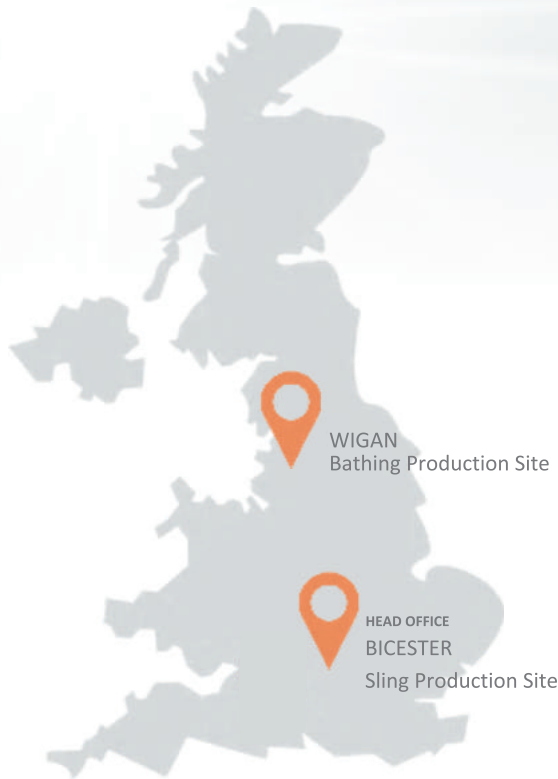 WIGAN
Bathing Production Site
HEAD OFFICE
BICESTER
Sling Production Site